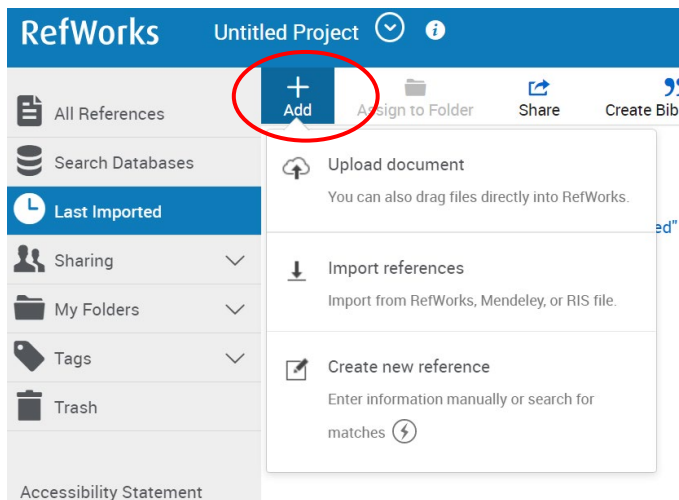 RefWorks Untitled Project
Add Assign to Folder Share Create Bib
All References
Search Databases
Last Imported
Sharing
My Folders
Tags
Trash
Accessibility Statement
Upload document
You can also drag files directly into RefWorks.
ed"
Import references
Import from RefWorks, Mendeley, or RIS file.
Create new reference
Enter information manually or search for
matches